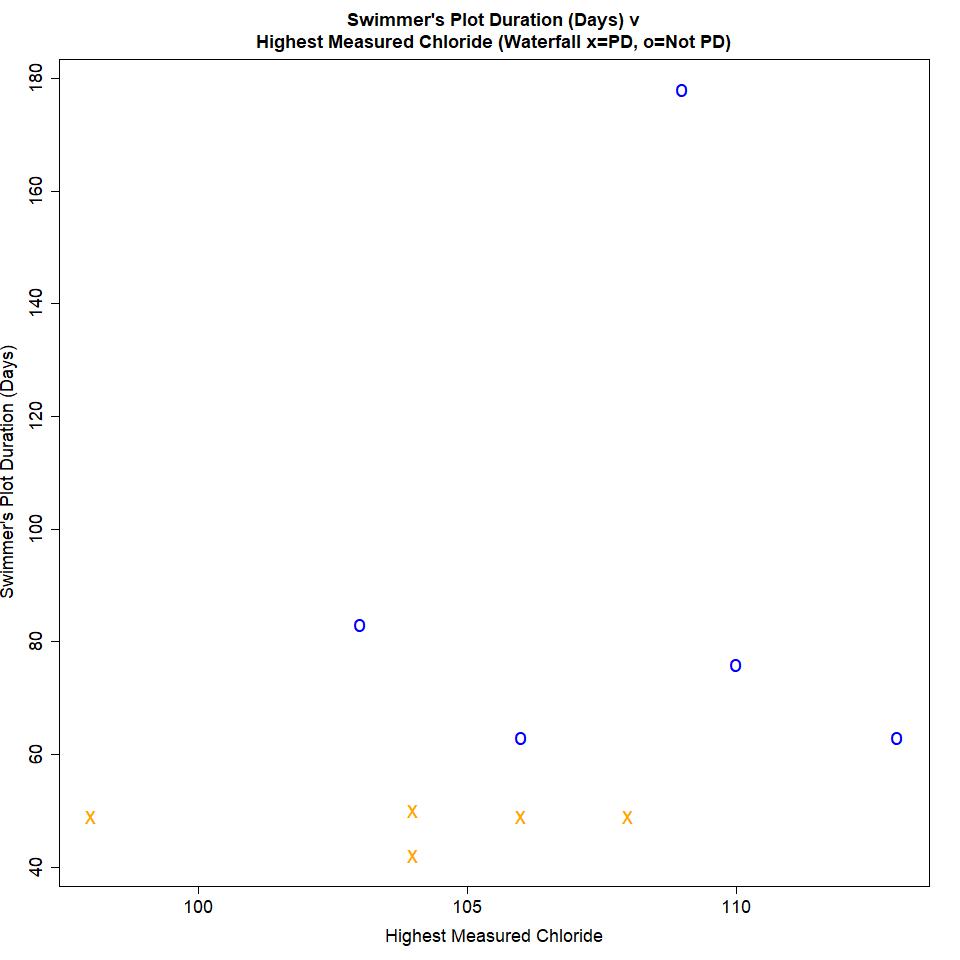 Swimmer's Plot Duration (Days) v
Highest Measured Chloride (Waterfall x=PD, o=Not PD)
Swimmer's Plot Duration (Days)
180
160
140
120
100
80
60
40
o
o
o
o
o
x
x
x
x
x
100 105 110
Highest Measured Chloride